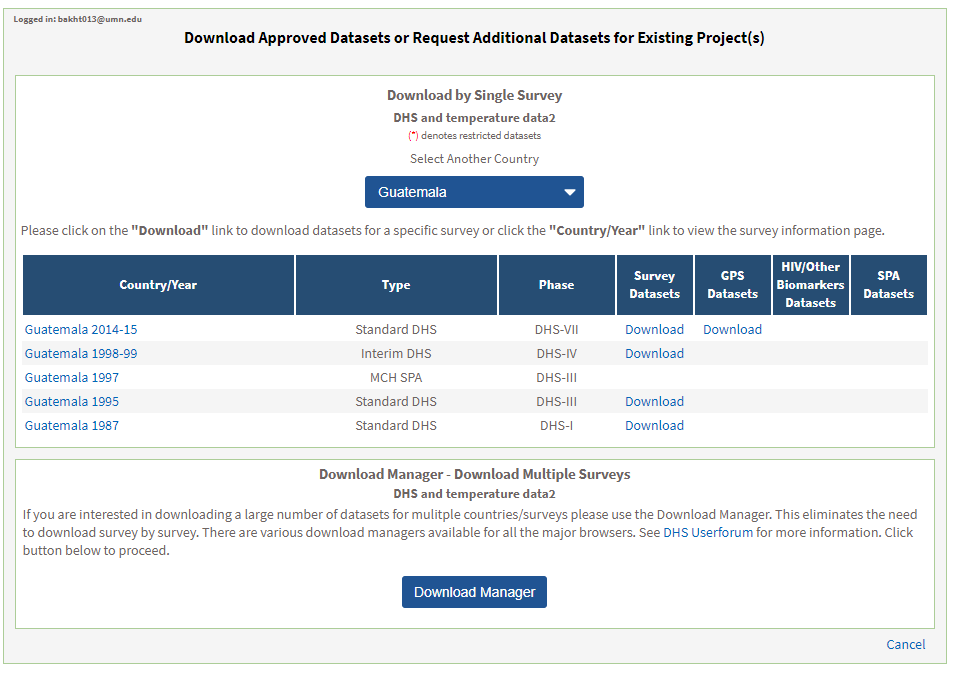 Logged in: bakht013@umn.edu
Download Approved Datasets or Request Additional Datasets for Existing Project(s)
Download by Single Survey
DHS and temperature data2
(*) denotes restricted datasets
Select Another Country
Guatemala
Please click on the "Download" link to download datasets for a specific survey or click the "Country/Year" link to view the survey information page.
Country/Year Type Phase Survey Datasets GPS Datasets HIV/Other Biomarkers Datasets SPA Datasets
Guatemala 2014-15 Standard DHS DHS-VII Download Download
Guatemala 1998-99 Interim DHS DHS-IV Download
Guatemala 1997 MCH SPA DHS-III
Guatemala 1995 Standard DHS DHS-III Download
Guatemala 1987 Standard DHS DHS-I Download
Download Manager - Download Multiple Surveys
DHS and temperature data2
If you are interested in downloading a large number of datasets for mulitple countries/surveys please use the Download Manager. This eliminates the need
to download survey by survey. There are various download managers available for all the major browsers. See DHS Userforum for more information. Click
button below to proceed.
Download Manager
Cancel